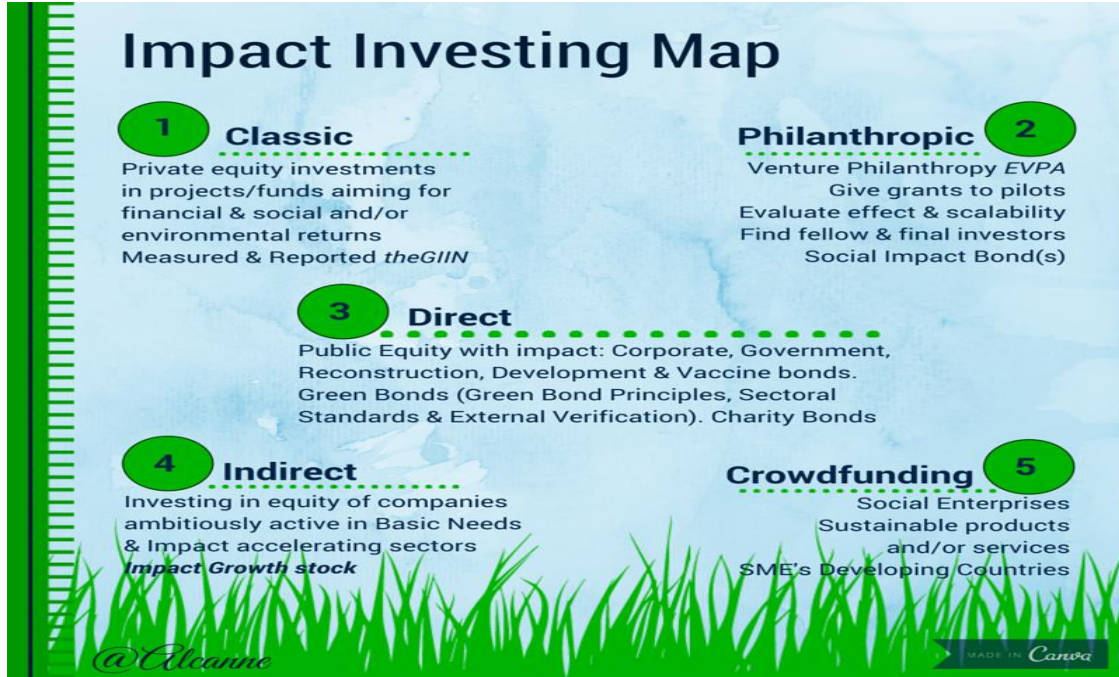 Impact Investing Map
1
Classic
Private equity investments
in projects/funds aiming for
financial & social and/or
environmental returns
Measured & Reported theGIIN
Philanthropic
2
Venture Philanthropy EVPA
Give grants to pilots
Evaluate effect & scalability
Find fellow & final investors
Social Impact Bond(s)
3
Direct
Public Equity with impact: Corporate, Government,
Reconstruction, Development & Vaccine bonds.
Green Bonds (Green Bond Principles, Sectoral
Standards & External Verification). Charity Bonds
4
Indirect
Investing in equity of companies
ambitiously active in Basic Needs
& Impact accelerating sectors
Impact Growth stock
Crowdfunding
5
Social Enterprises
Sustainable products
and/or services
SME's Developing Countries
@Alcanne
MADE IN Canva